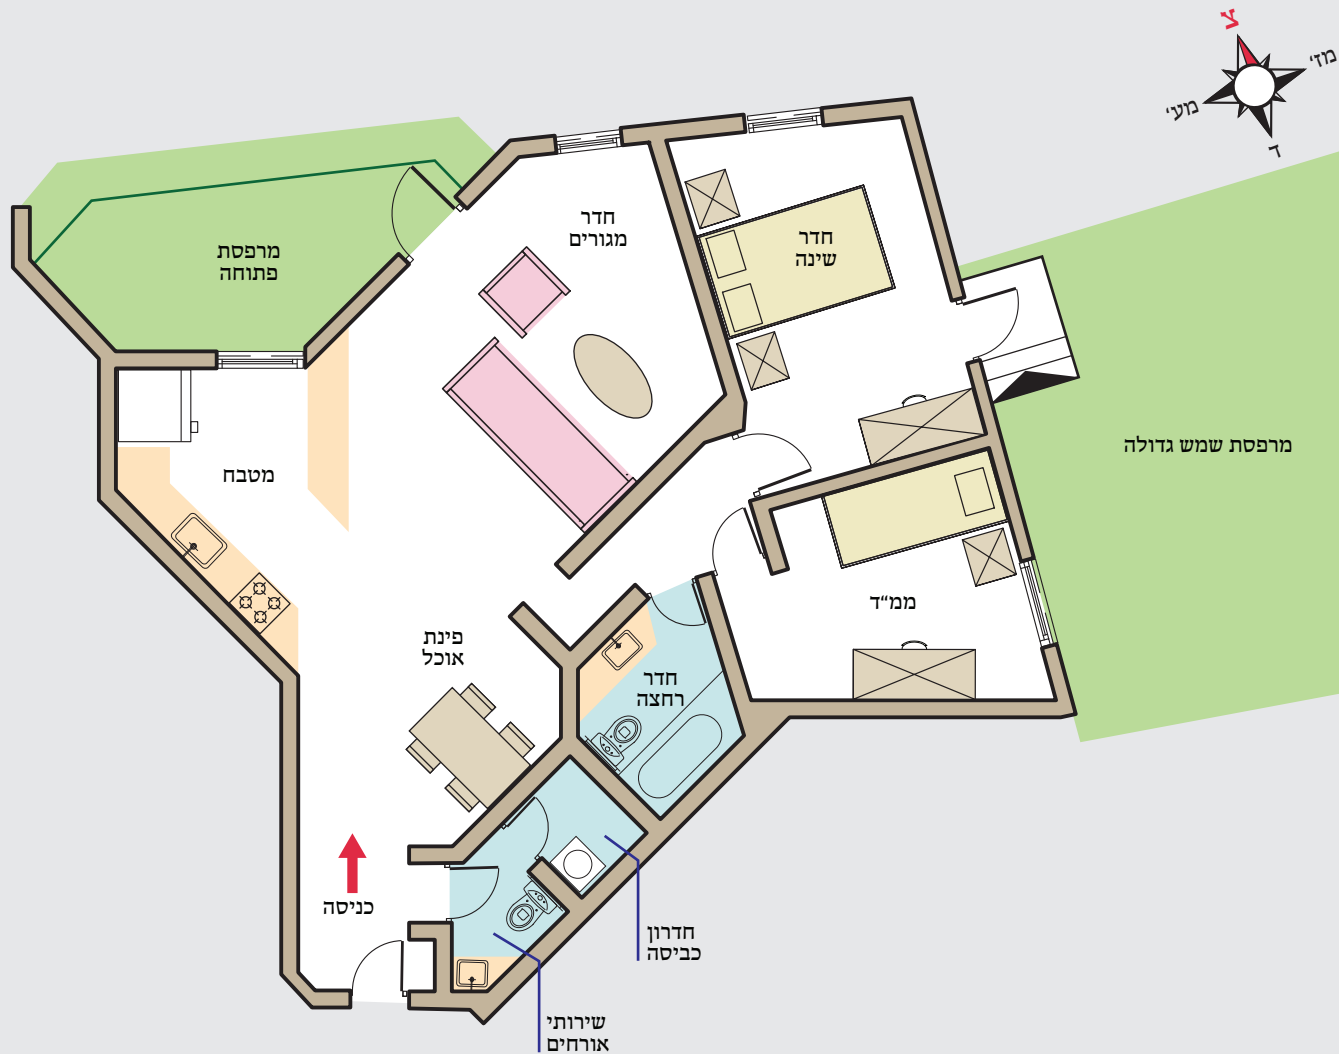 צ
מז'
מע'
ד
חדר
מגורים
חדר
שינה
מרפסת
פתוחה
מרפסת שמש גדולה
מטבח
ממ"ד
פינת
אוכל
חדר
רחצה
כניסה
חדרון
כביסה
שירותי
אורחים